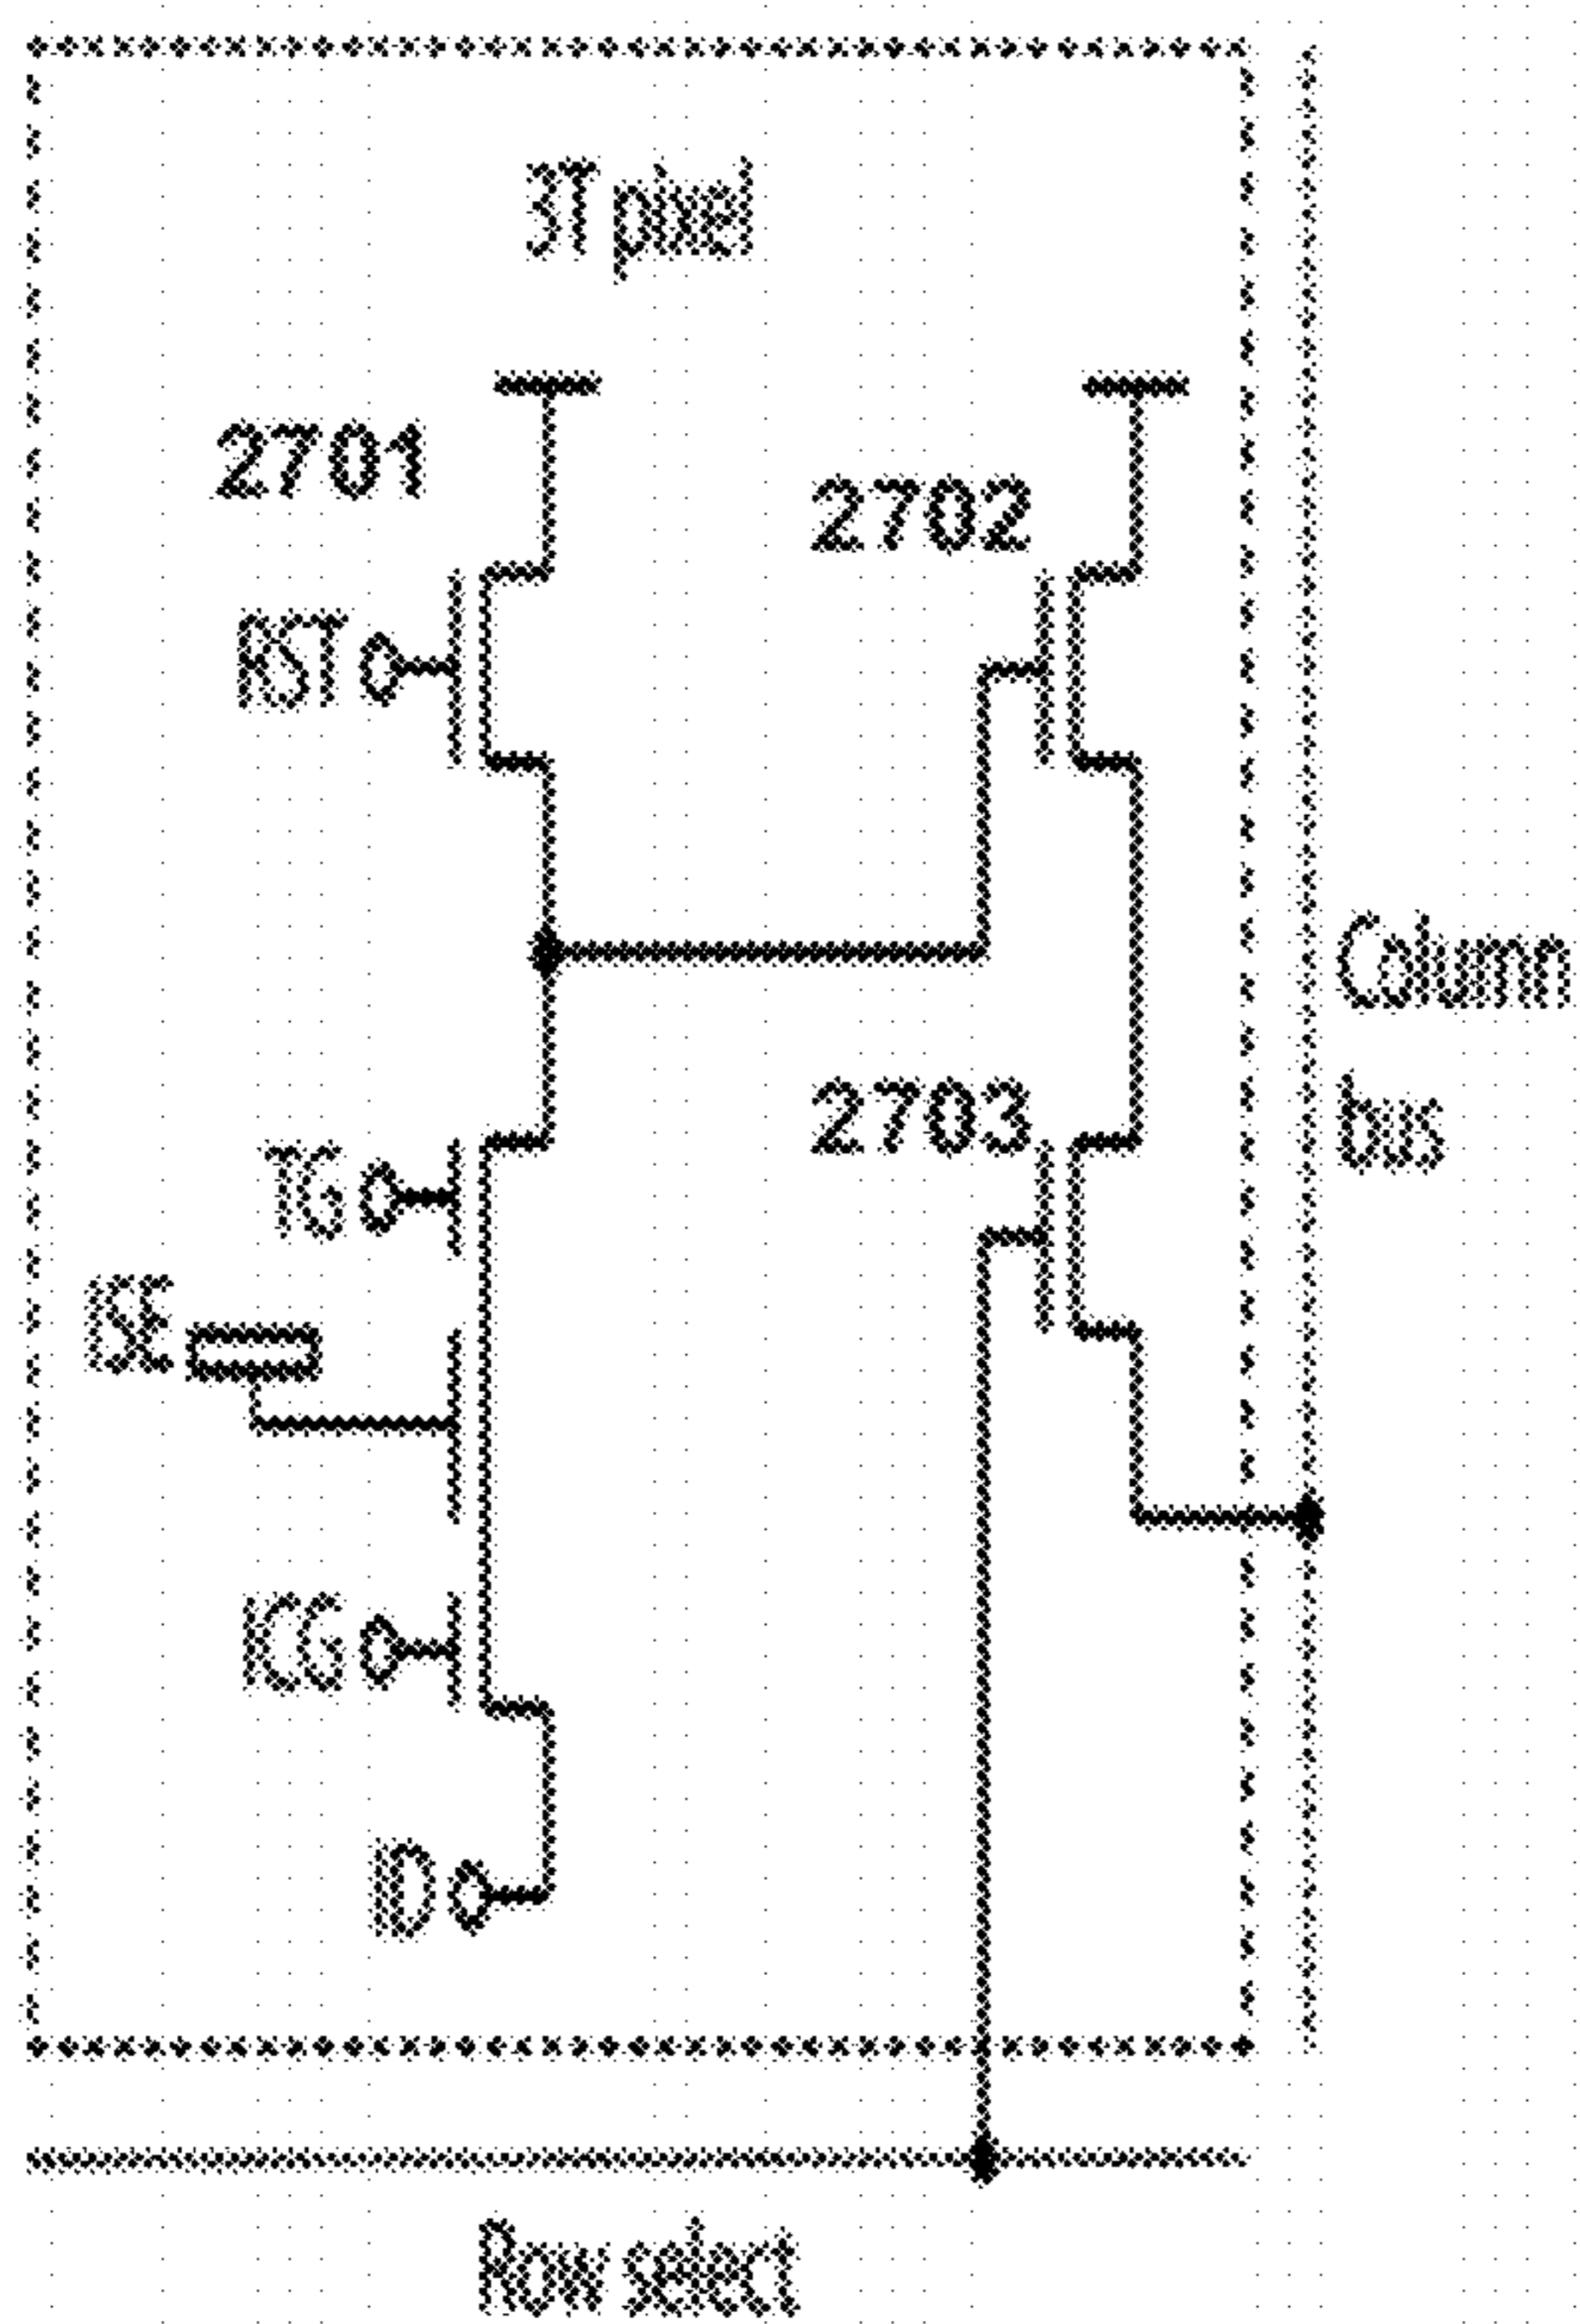 3T pixel
2701
2702
RST
Column
bus
2703
TG
ISE
ICG
ID
Row select